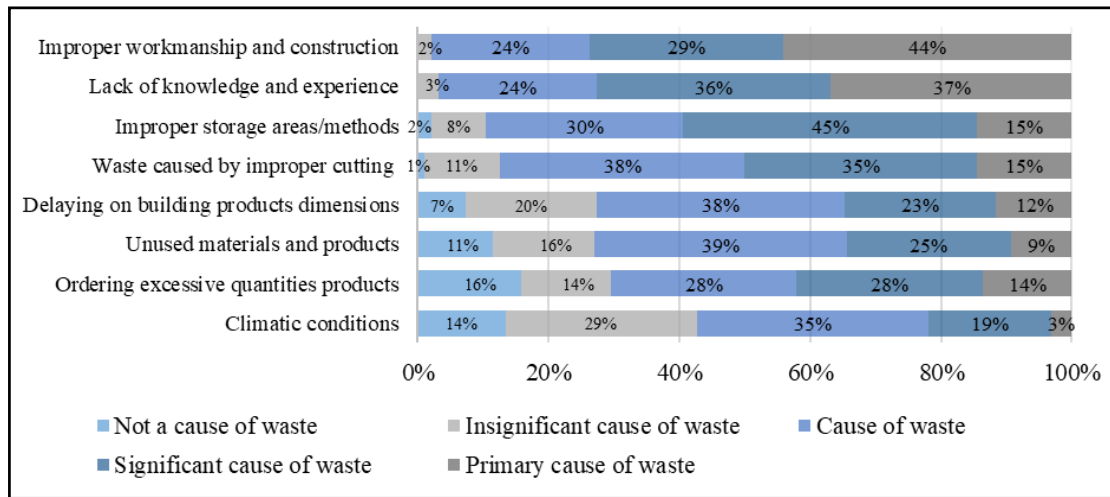 Improper workmanship and construction 2% 24% 29% 44%
Lack of knowledge and experience 3% 24% 36% 37%
Improper storage areas/methods 2% 8% 30% 45% 15%
Waste caused by improper cutting 1% 11% 38% 35% 15%
Delaying on building products dimensions 7% 20% 38% 23% 12%
Unused materials and products 11% 16% 39% 25% 9%
Ordering excessive quantities products 16% 14% 28% 28% 14%
Climatic conditions 14% 29% 35% 19% 3%
0% 20% 40% 60% 80% 100%
Not a cause of waste Insignificant cause of waste Cause of waste
Significant cause of waste Primary cause of waste